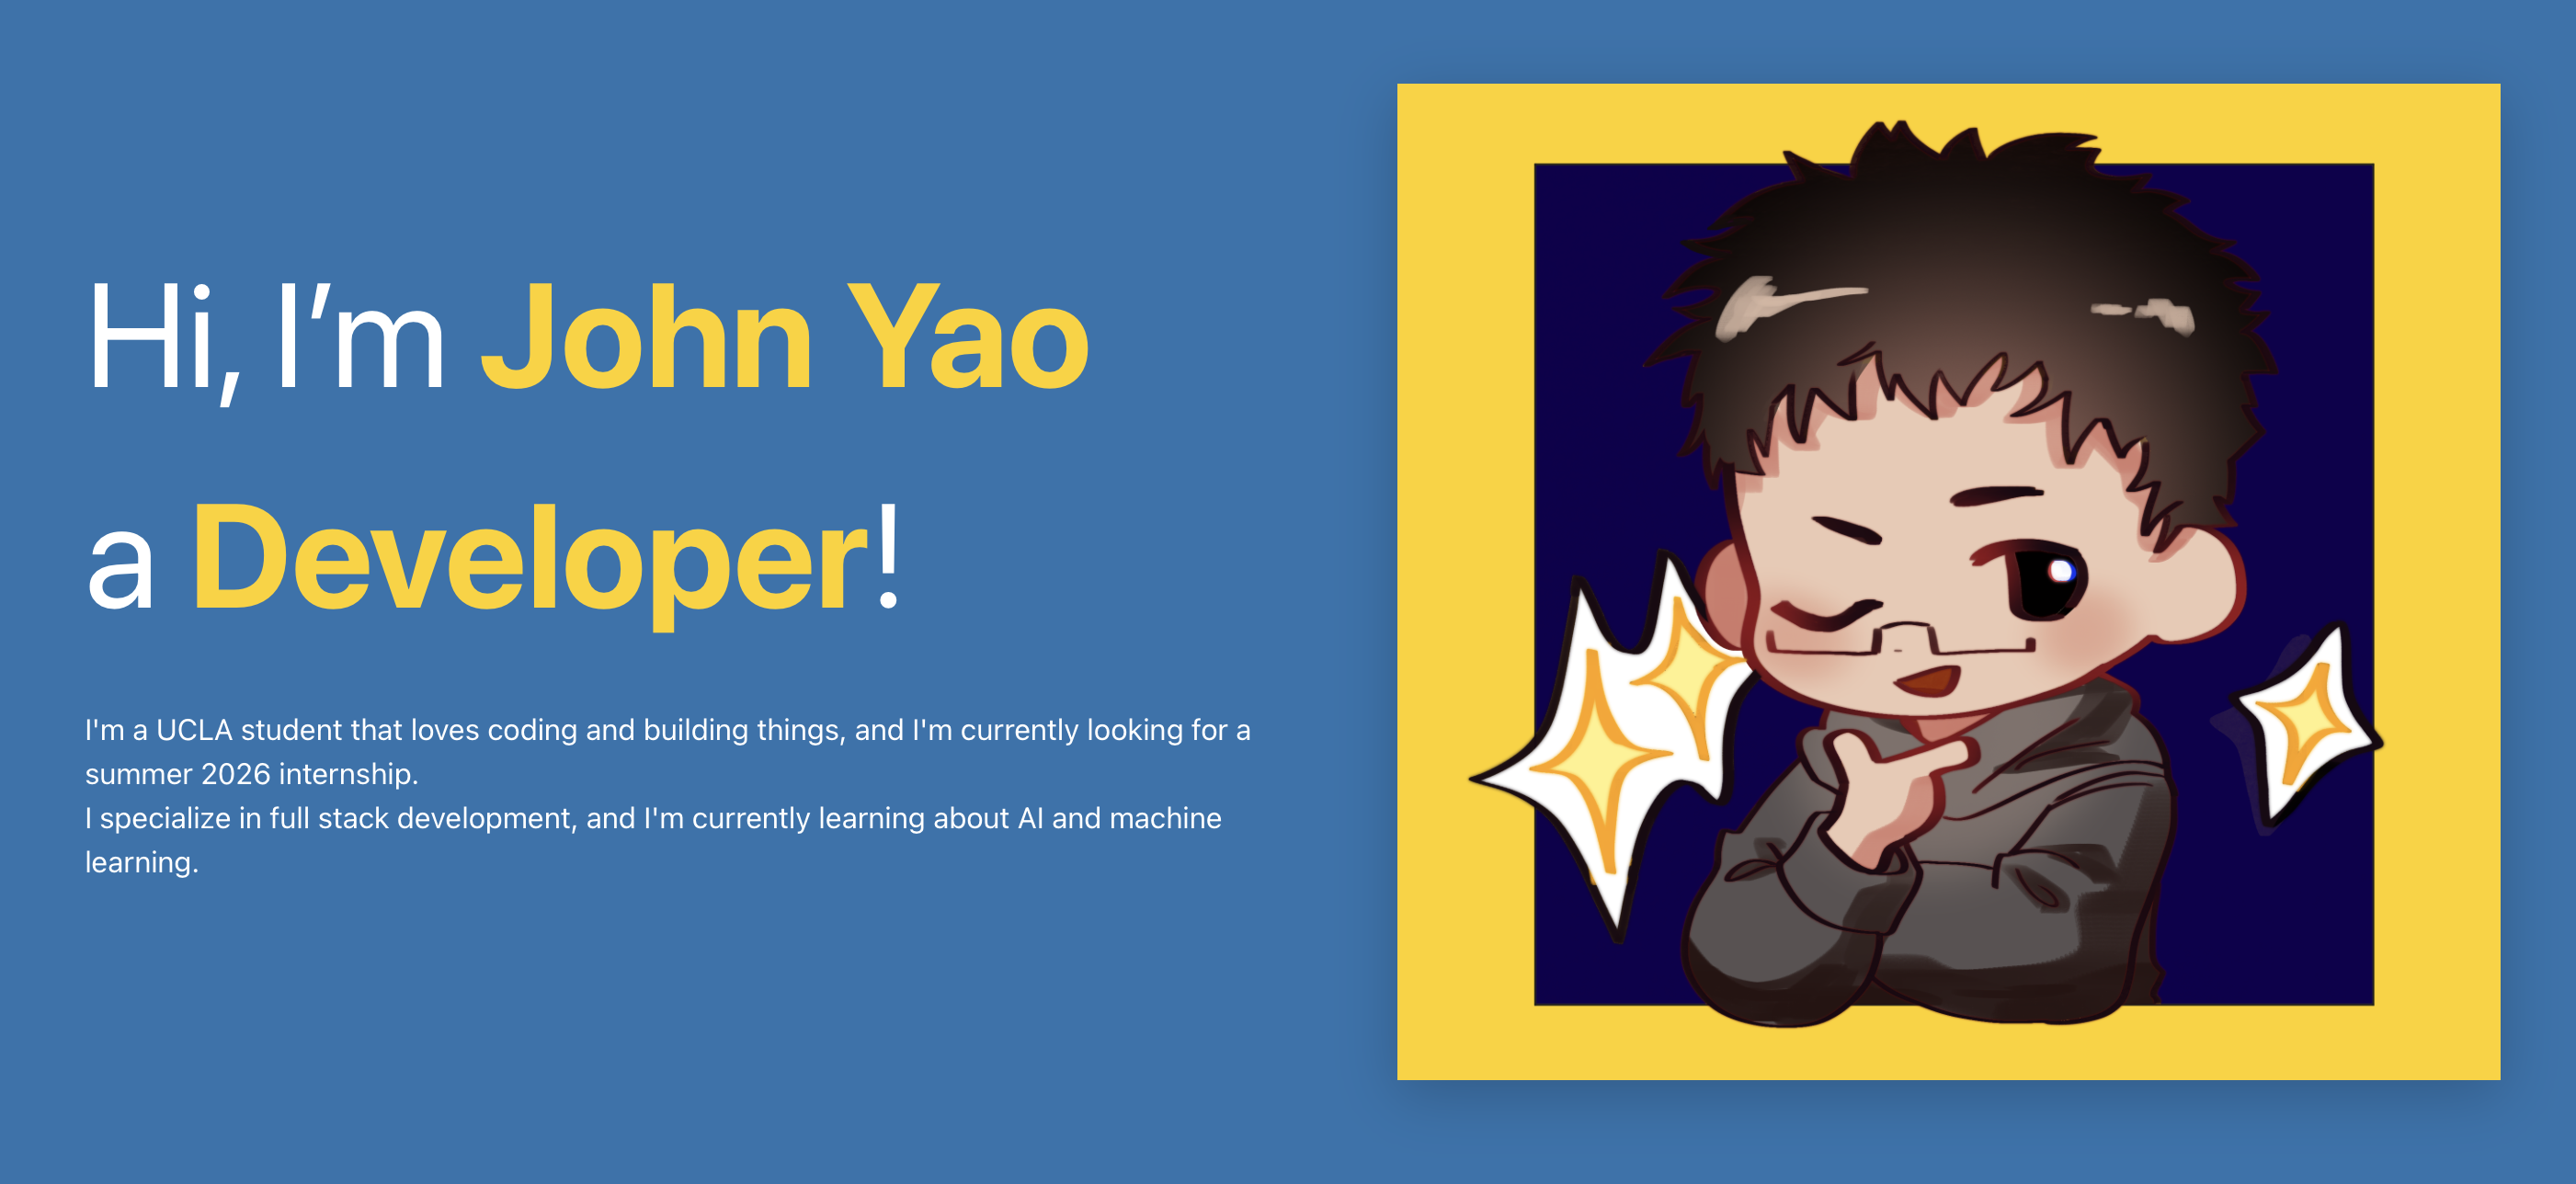 Hi, I’m John Yao
a Developer!
I'm a UCLA student that loves coding and building things, and I'm currently looking for a
summer 2026 internship.
I specialize in full stack development, and I'm currently learning about AI and machine
learning.